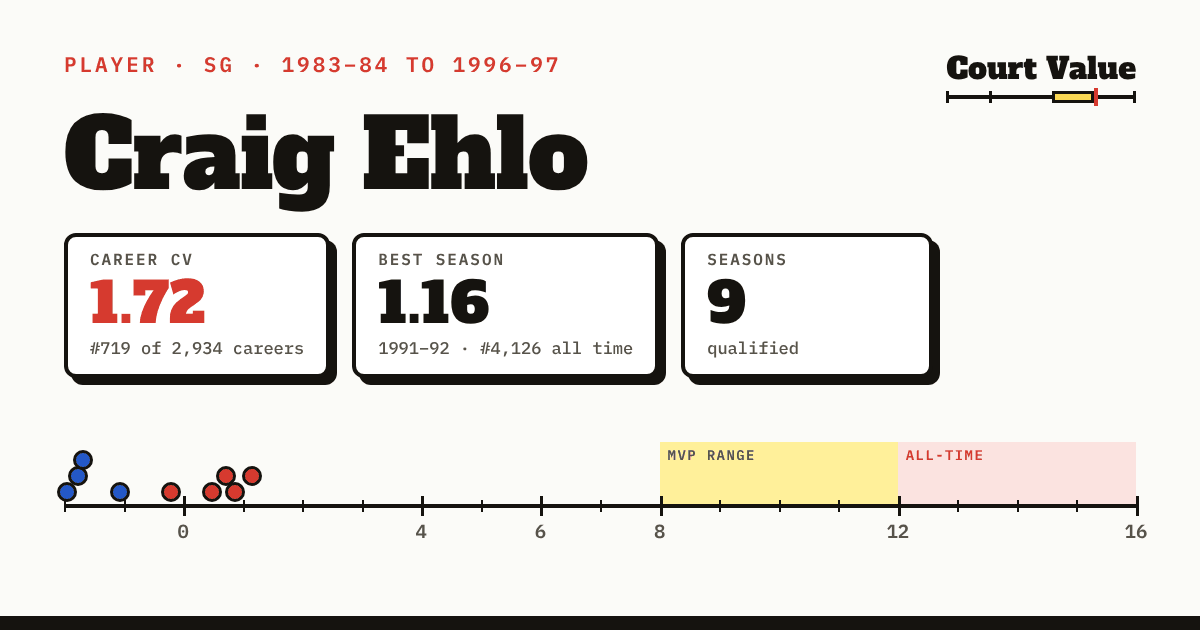 PLAYER · SG · 1983–84 TO 1996–97
Court Value
Craig Ehlo
CAREER CV
1.72
#719 of 2,934 careers
BEST SEASON
1.16
1991–92 · #4,126 all time
SEASONS
9
qualified
MVP RANGE
ALL-TIME
0 4 6 8 12 16